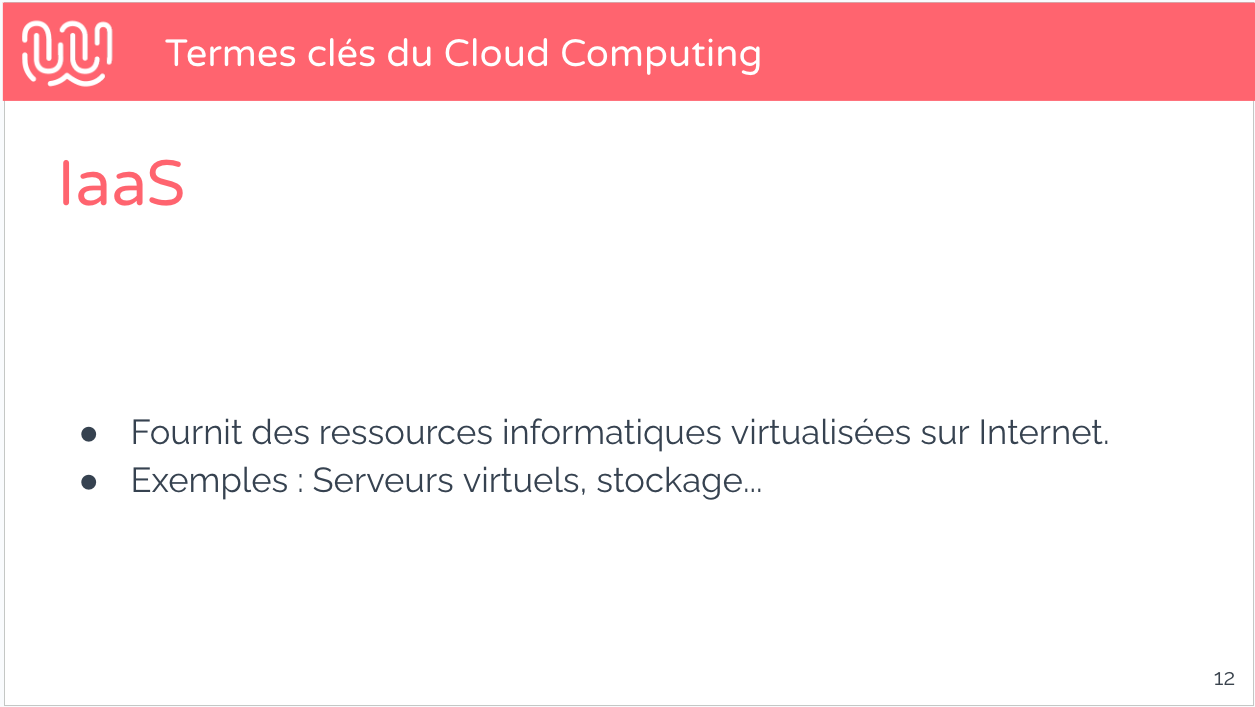 Termes clés du Cloud Computing
IaaS
● Fournit des ressources informatiques virtualisées sur Internet.
● Exemples : Serveurs virtuels, stockage...
12